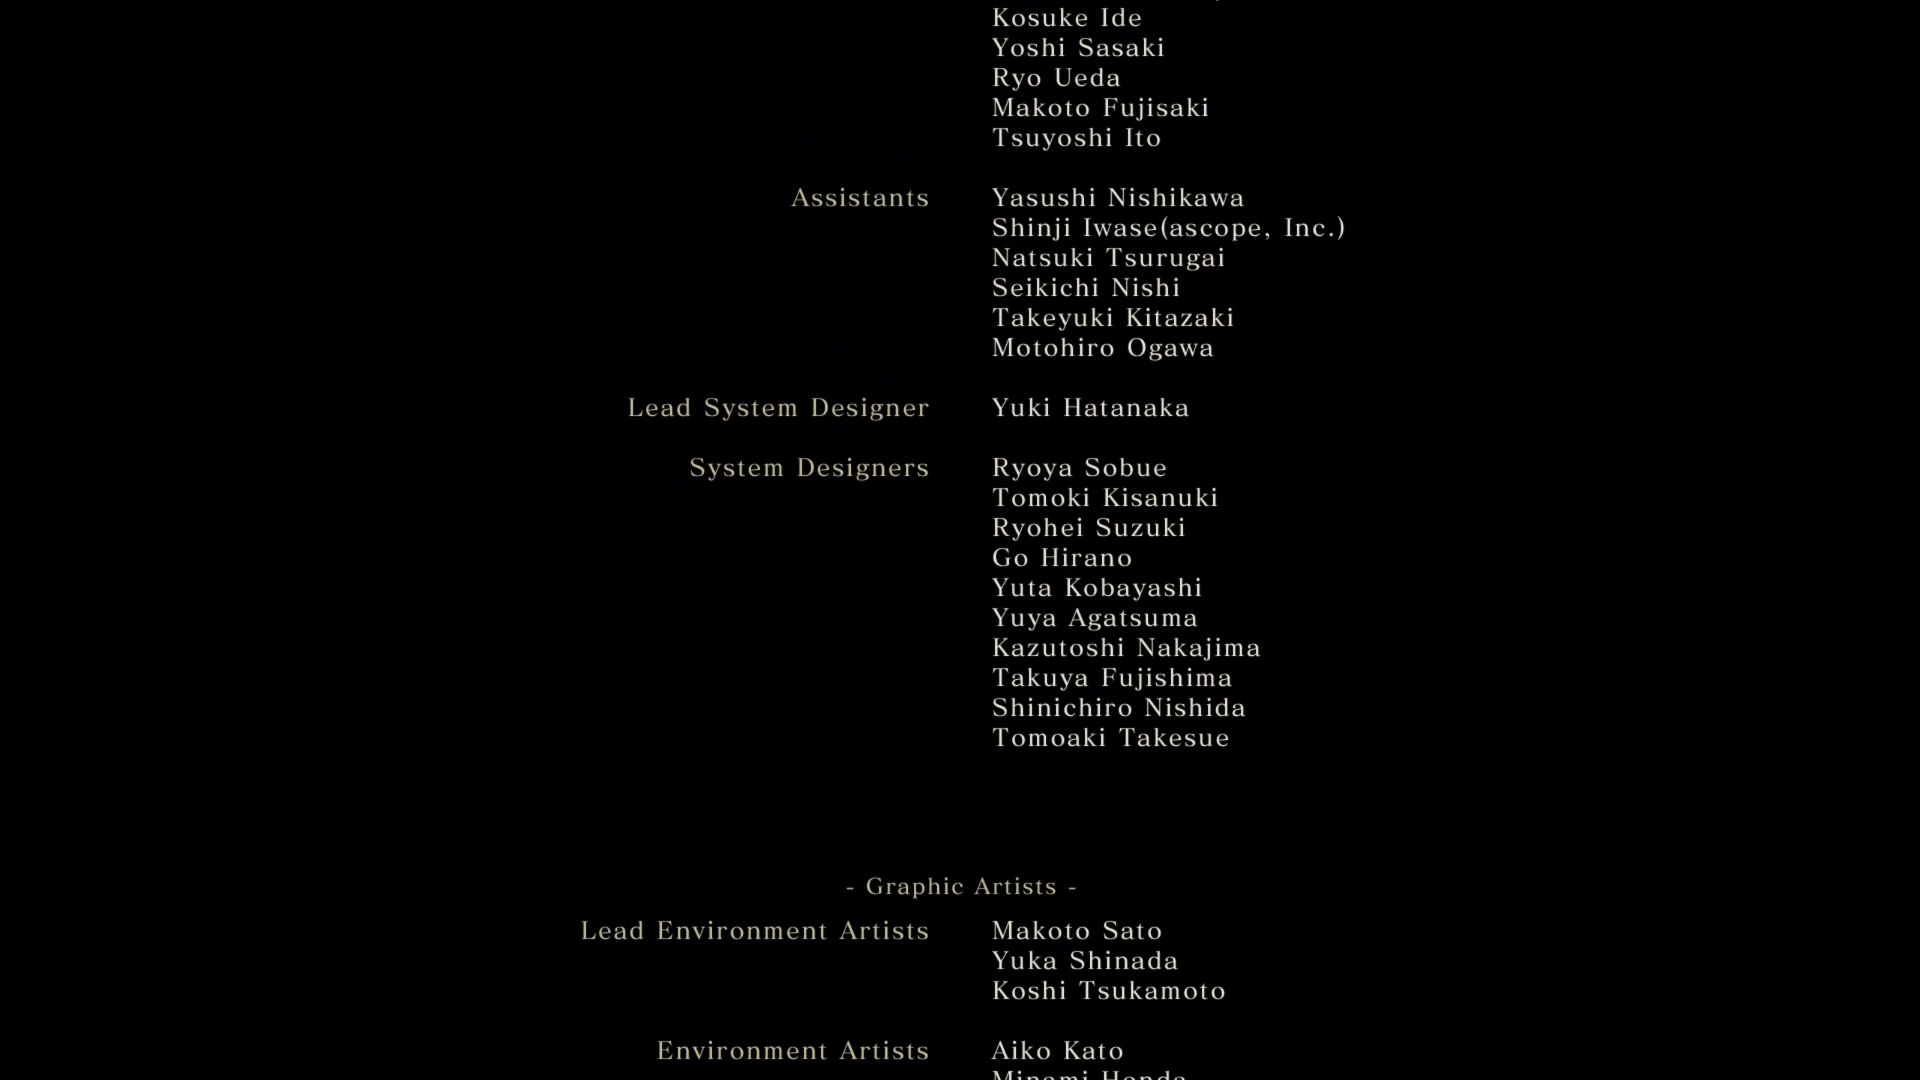 Kosuke Ide
Yoshi Sasaki
Ryo Ueda
Makoto Fujisaki
Tsuyoshi Ito
Assistants Yasushi Nishikawa
Shinji Iwase(ascope, Inc.)
Natsuki Tsurugai
Seikichi Nishi
Takeyuki Kitazaki
Motohiro Ogawa
Lead System Designer Yuki Hatanaka
System Designers Ryoya Sobue
Tomoki Kisanuki
Ryohei Suzuki
Go Hirano
Yuta Kobayashi
Yuya Agatsuma
Kazutoshi Nakajima
Takuya Fujishima
Shinichiro Nishida
Tomoaki Takesue
- Graphic Artists -
Lead Environment Artists Makoto Sato
Yuka Shinada
Koshi Tsukamoto
Environment Artists Aiko Kato
Minami Honda